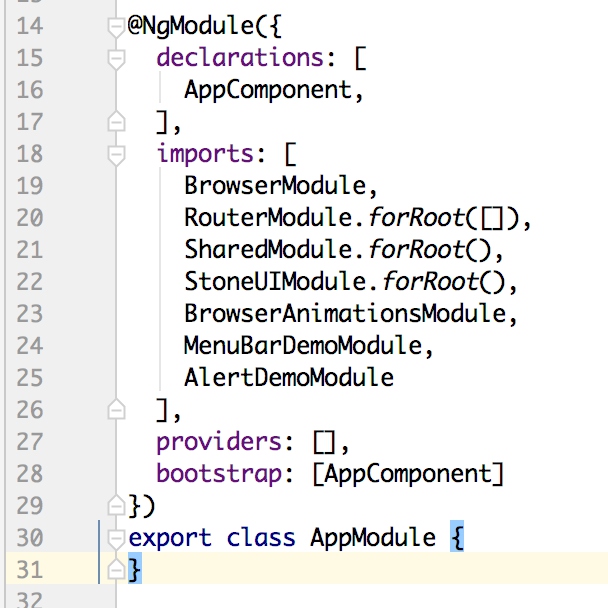 14 @NgModule({
15 declarations: [
16 AppComponent,
17 ],
18 imports: [
19 BrowserModule,
20 RouterModule.forRoot([]),
21 SharedModule.forRoot(),
22 StoneUIModule.forRoot(),
23 BrowserAnimationsModule,
24 MenuBarDemoModule,
25 AlertDemoModule
26 ],
27 providers: [],
28 bootstrap: [AppComponent]
29 })
30 export class AppModule {
31 }
32